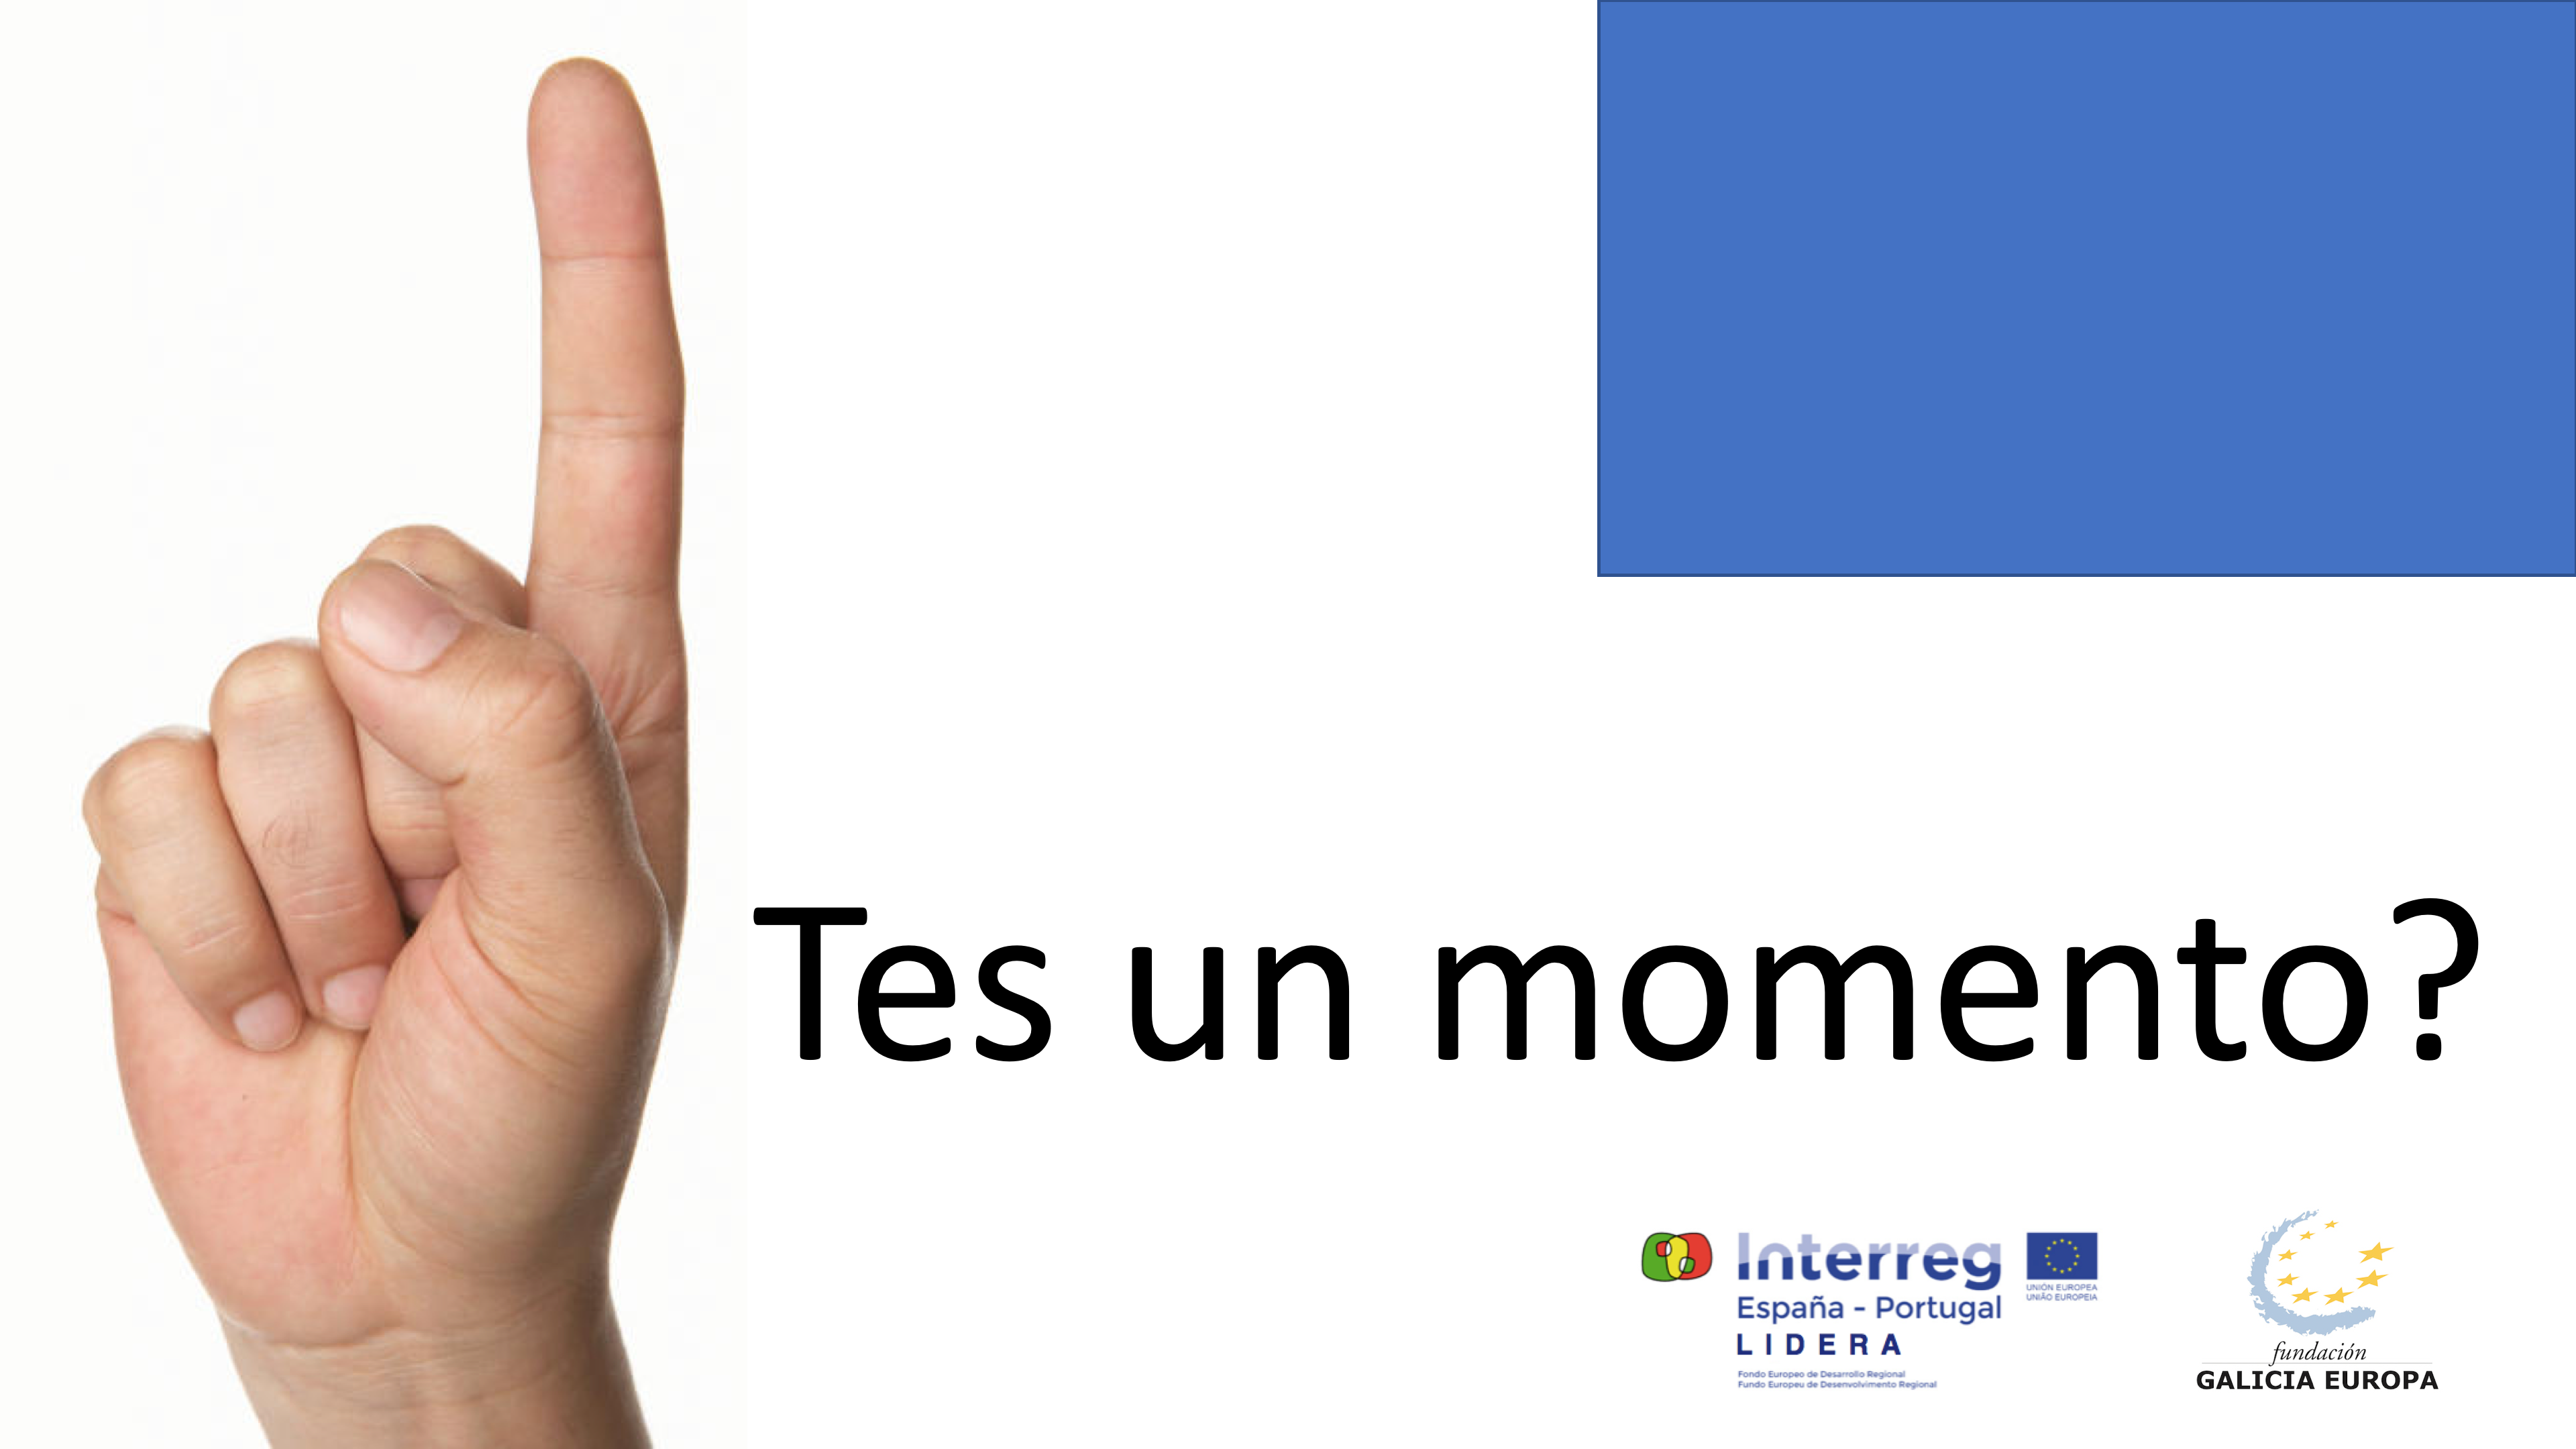 Tes un momento?
Interreg
España - Portugal
LIDERA
Fondo Europeo de Desarrollo Regional
Fundo Europeu de Desenvolvimento Regional
UNIÓN EUROPEA
UNIÃO EUROPEIA
fundación
GALICIA EUROPA